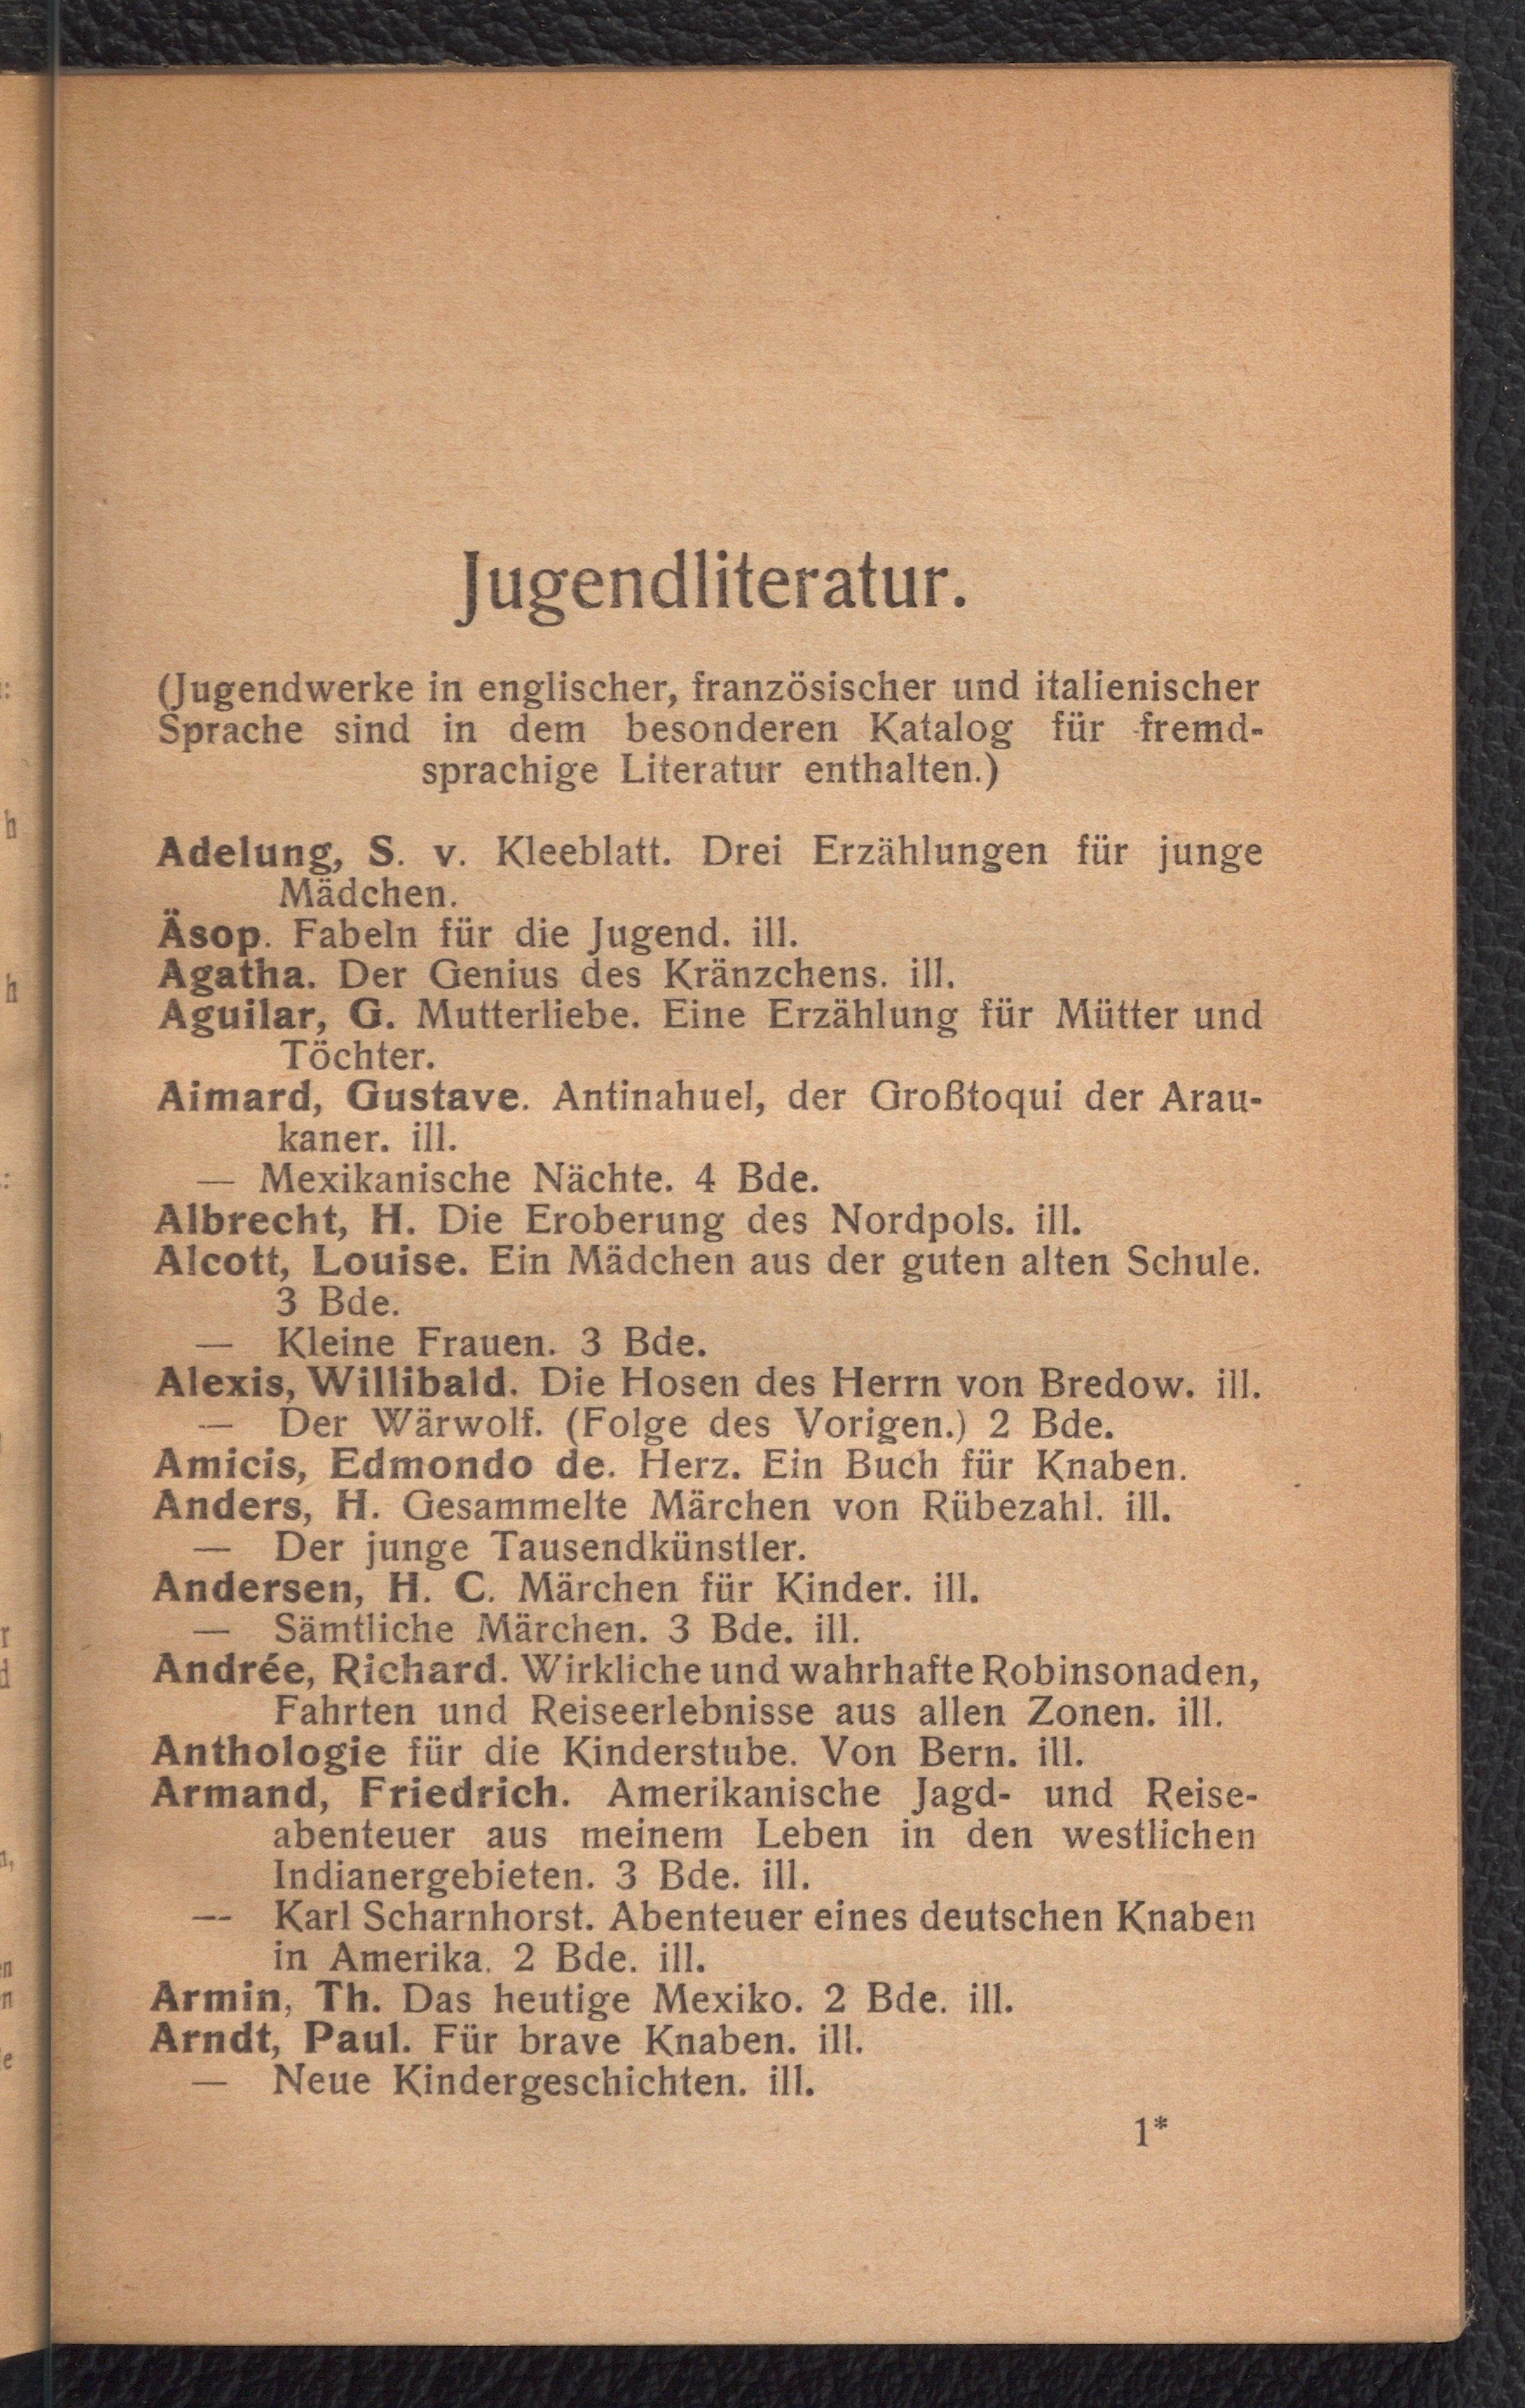 Jugendliteratur.
(Jugendwerke in englischer, französischer und italienischer
Sprache sind in dem besonderen Katalog für fremd-
sprachige Literatur enthalten.)
Adelung, S. v. Kleeblatt. Drei Erzählungen für junge
Mädchen.
Äsop. Fabeln für die Jugend. ill.
Agatha. Der Genius des Kränzchens. ill.
Aguilar, G. Mutterliebe. Eine Erzählung für Mütter und
Töchter.
Aimard, Gustave. Antinahuel, der Großtoqui der Arau-
kaner. ill.
— Mexikanische Nächte. 4 Bde.
Albrecht, H. Die Eroberung des Nordpols. ill.
Alcott, Louise. Ein Mädchen aus der guten alten Schule.
3 Bde.
— Kleine Frauen. 3 Bde.
Alexis, Willibald. Die Hosen des Herrn von Bredow. ill.
— Der Wärwolf. (Folge des Vorigen.) 2 Bde.
Amicis, Edmondo de. Herz. Ein Buch für Knaben.
Anders, H. Gesammelte Märchen von Rübezahl. ill.
— Der junge Tausendkünstler.
Andersen, H. C. Märchen für Kinder. ill.
— Sämtliche Märchen. 3 Bde. ill.
Andrée, Richard. Wirkliche und wahrhafte Robinsonaden,
Fahrten und Reiseerlebnisse aus allen Zonen. ill.
Anthologie für die Kinderstube. Von Bern. ill.
Armand, Friedrich. Amerikanische Jagd- und Reise-
abenteuer aus meinem Leben in den westlichen
Indianergebieten. 3 Bde. ill.
— Karl Scharnhorst. Abenteuer eines deutschen Knaben
in Amerika. 2 Bde. ill.
Armin, Th. Das heutige Mexiko. 2 Bde. ill.
Arndt, Paul. Für brave Knaben. ill.
— Neue Kindergeschichten. ill.
1*